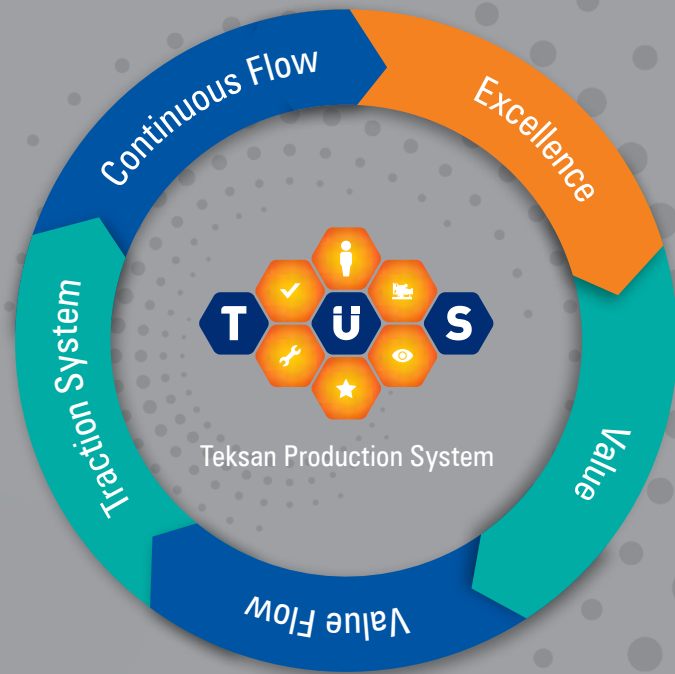 Continuous Flow
Excellence
Value
Value Flow
Traction System
T Ü S
Teksan Production System